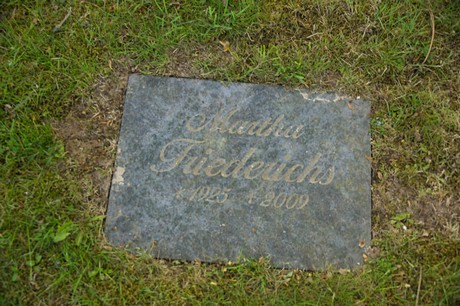 Martha
Friederichs
* 1925 † 2009